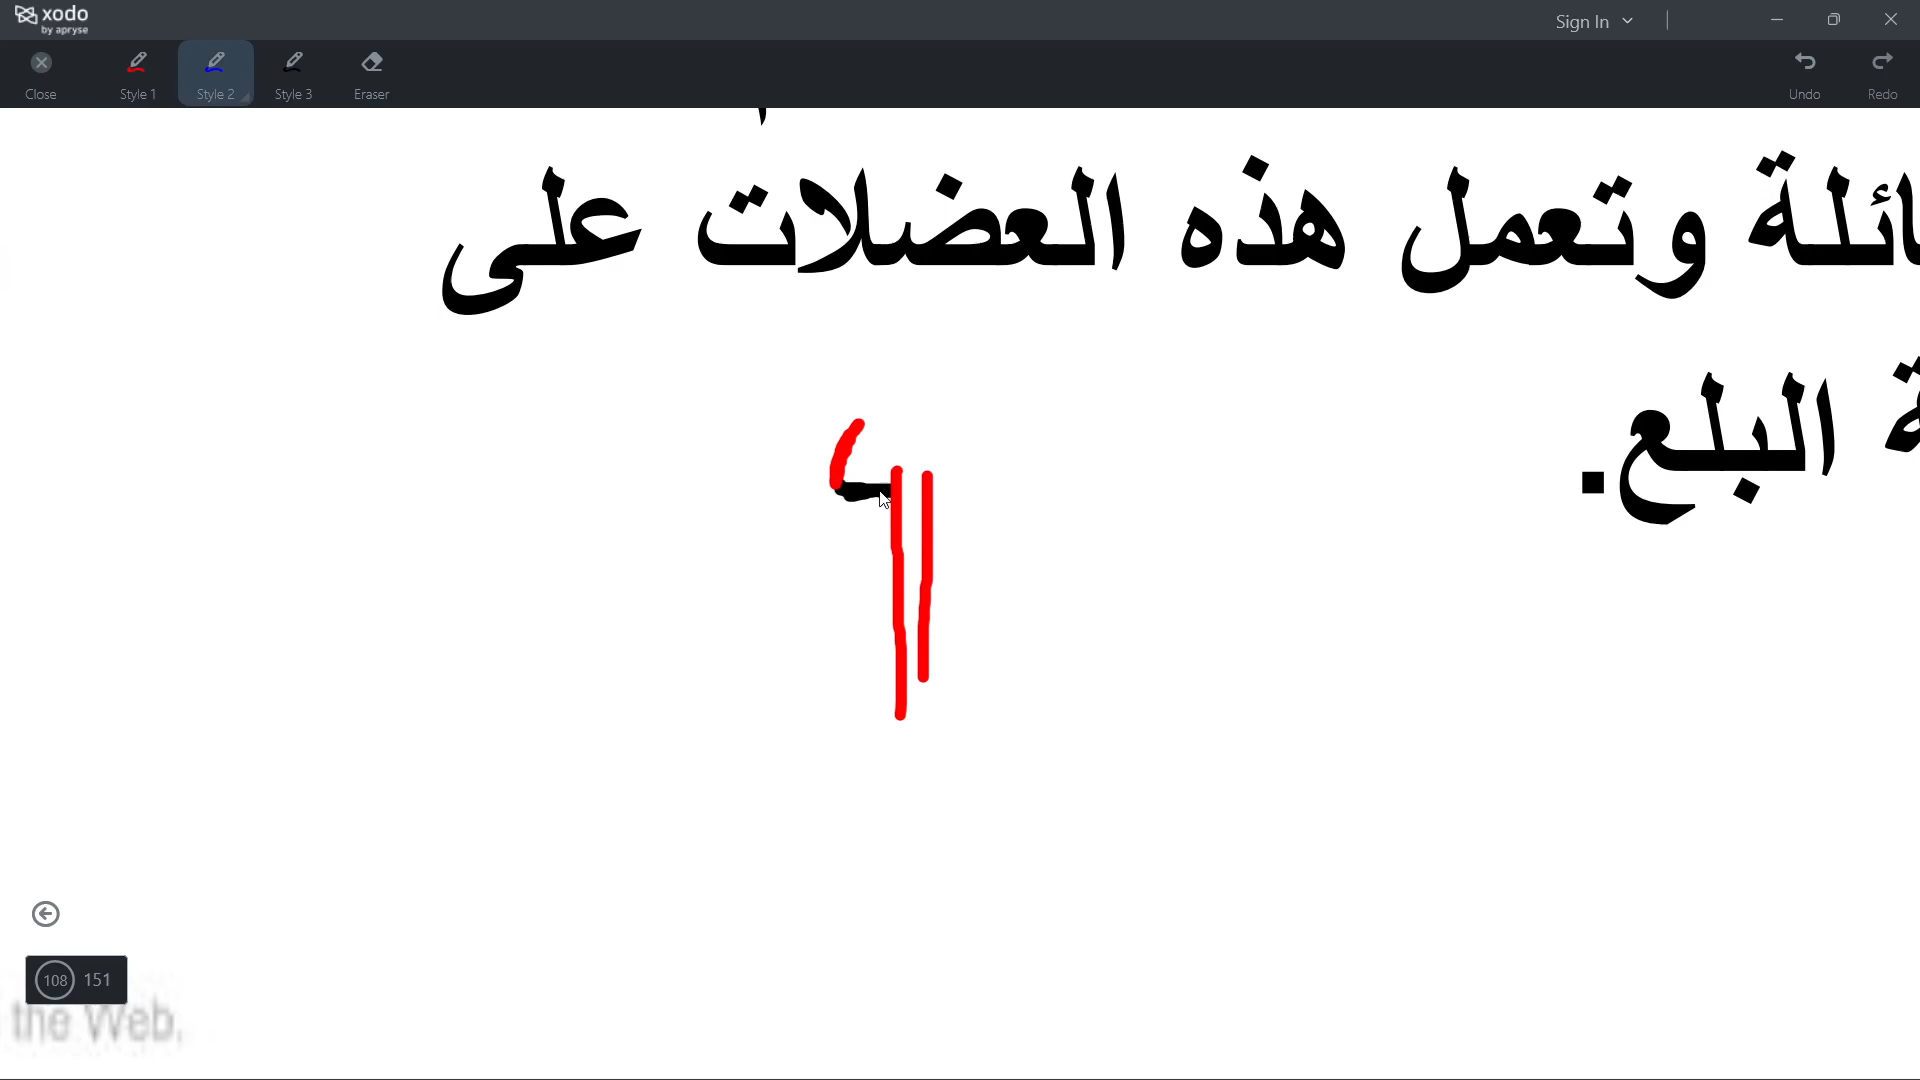 xodo
by apryse
Sign In
Close
Style 1
Style 2
Style 3
Eraser
Undo
Redo
وتعمل هذه العضلات على
البلع.
108 151
the Web,